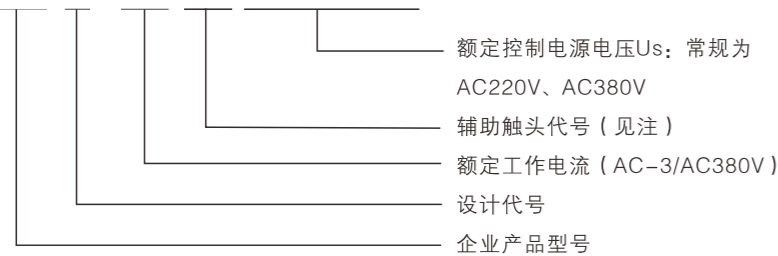 额定控制电源电压Us：常规为
AC220V、AC380V
辅助触头代号（见注）
额定工作电流（AC-3/AC380V）
设计代号
企业产品型号